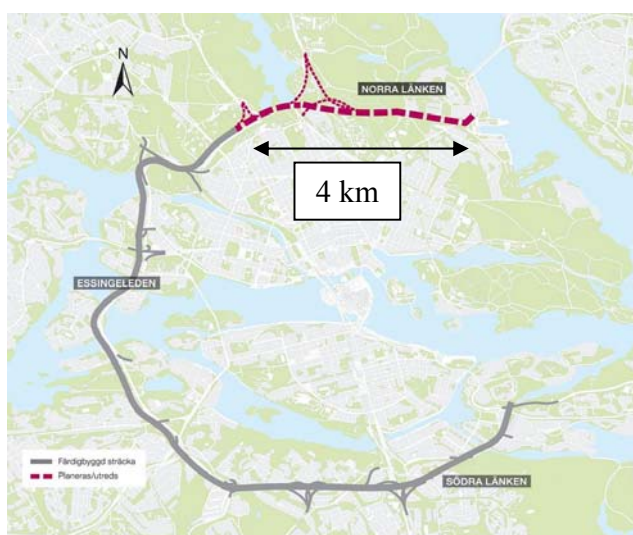 N
NORRA LÄNKEN
4 km
ESSINGELEDEN
Färdigbyggd sträcka
Planeras/utreds
SÖDRA LÄNKEN